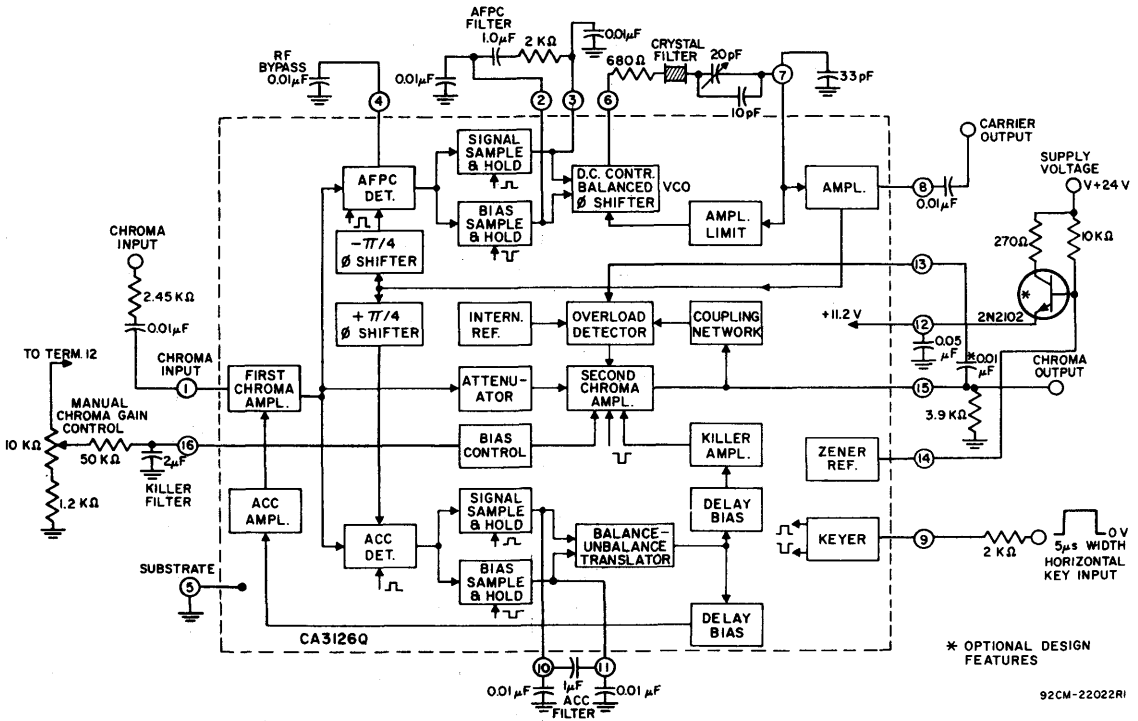 AFPC
FILTER
1.0µF
2 KΩ
0.01µF
RF
BYPASS
0.01µF
0.01µF
680Ω
CRYSTAL
FILTER
20pF
10pF
33pF
4
2
3
6
7
SIGNAL
SAMPLE
& HOLD
AFPC
DET.
BIAS
SAMPLE
& HOLD
D.C. CONTR.
BALANCED
Ø SHIFTER
VCO
AMPL.
LIMIT
AMPL.
8
0.01µF
CARRIER
OUTPUT
SUPPLY
VOLTAGE
V+24 V
270Ω
10KΩ
*
2N2102
-π/4
Ø SHIFTER
+π/4
Ø SHIFTER
CHROMA
INPUT
2.45 KΩ
0.01µF
INTERN.
REF.
OVERLOAD
DETECTOR
COUPLING
NETWORK
13
+11.2 V
12
0.05
µF
*0.01
µF
CHROMA
OUTPUT
TO TERM. 12
CHROMA
INPUT
1
FIRST
CHROMA
AMPL.
ATTENU-
ATOR
SECOND
CHROMA
AMPL.
15
3.9KΩ
MANUAL
CHROMA GAIN
CONTROL
10 KΩ
50 KΩ
16
2µF
KILLER
FILTER
1.2 KΩ
BIAS
CONTROL
KILLER
AMPL.
ZENER
REF.
14
ACC
AMPL.
ACC
DET.
SIGNAL
SAMPLE
& HOLD
BIAS
SAMPLE
& HOLD
BALANCE-
UNBALANCE
TRANSLATOR
DELAY
BIAS
DELAY
BIAS
KEYER
9
2 KΩ
0 V
5µs WIDTH
HORIZONTAL
KEY INPUT
SUBSTRATE
5
CA3126Q
10
11
0.01µF
1µF
0.01µF
ACC
FILTER
* OPTIONAL DESIGN
FEATURES
92CM-22022RI